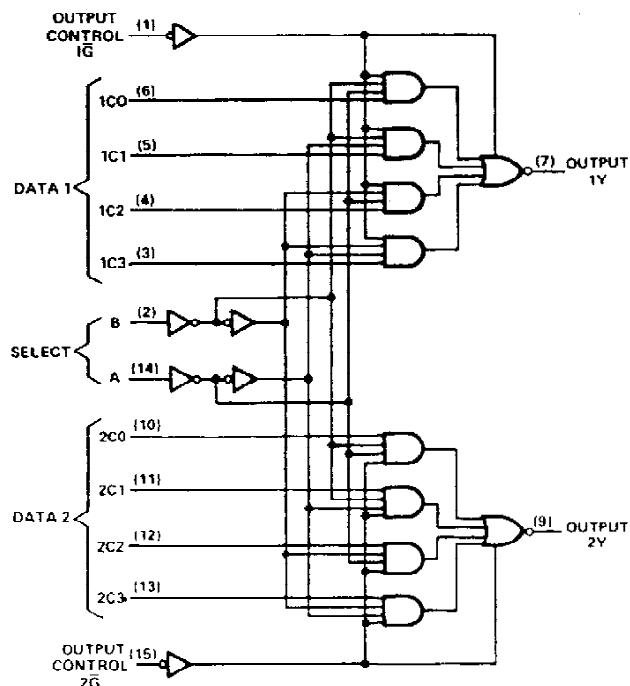 OUTPUT (1)
CONTROL
1G̅
(6)
1C0
(5)
1C1
(7) OUTPUT
1Y
DATA 1
(4)
1C2
(3)
1C3
B (2)
SELECT
A (14)
2C0 (10)
2C1 (11)
DATA 2
(9) OUTPUT
2Y
2C2 (12)
2C3 (13)
OUTPUT (15)
CONTROL
2G̅